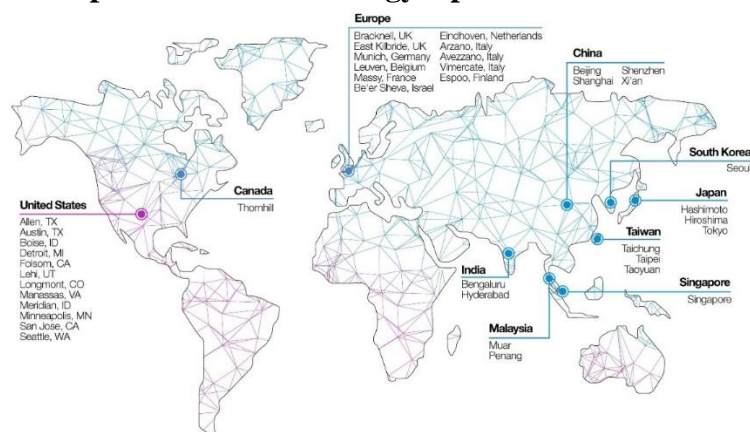 Europe
Bracknell, UK
East Kilbride, UK
Munich, Germany
Leuven, Belgium
Massy, France
Be'er Sheva, Israel
Eindhoven, Netherlands
Arzano, Italy
Avezzano, Italy
Vimercate, Italy
Espoo, Finland
China
Beijing Shenzhen
Shanghai Xi'an
South Korea
Seoul
Canada
Thornhill
United States
Allen, TX
Austin, TX
Boise, ID
Detroit, MI
Folsom, CA
Lehi, UT
Longmont, CO
Manassas, VA
Meridian, ID
Minneapolis, MN
San Jose, CA
Seattle, WA
Japan
Hashimoto
Hiroshima
Tokyo
Taiwan
Taichung
Taipei
Taoyuan
India
Bengaluru
Hyderabad
Singapore
Singapore
Malaysia
Muar
Penang